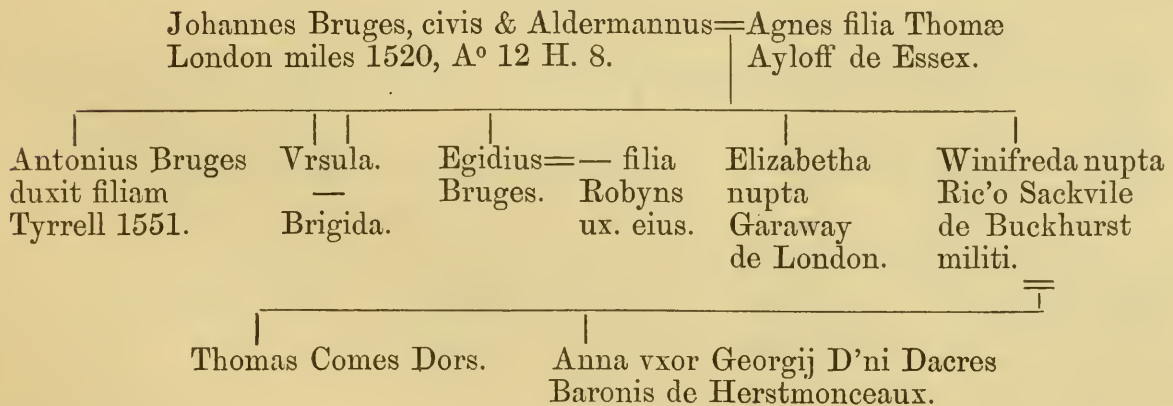 Johannes Bruges, civis & Aldermannus=Agnes filia Thomæ
London miles 1520, Aº 12 H. 8. Ayloff de Essex.
Antonius Bruges
duxit filiam
Tyrrell 1551.
Vrsula.
—
Brigida.
Egidius=— filia
Bruges. Robyns
ux. eius.
Elizabetha
nupta
Garaway
de London.
Winifreda nupta
Ric'o Sackvile
de Buckhurst
militi.
Thomas Comes Dors.
Anna vxor Georgij D'ni Dacres
Baronis de Herstmonceaux.